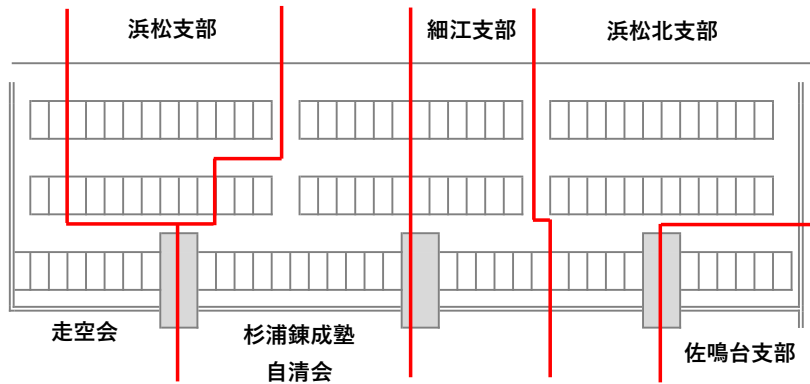 浜松支部
細江支部
浜松北支部
走空会
杉浦錬成塾
自清会
佐鳴台支部